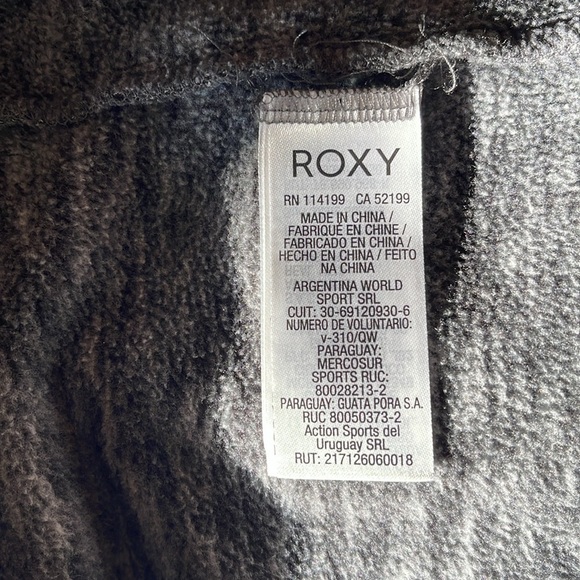 ROXY
RN 114199 CA 52199
MADE IN CHINA /
FABRIQUÉ EN CHINE /
FABRICADO EN CHINA /
HECHO EN CHINA / FEITO
NA CHINA
ARGENTINA WORLD
SPORT SRL
CUIT: 30-69120930-6
NUMERO DE VOLUNTARIO:
v-310/QW
PARAGUAY:
MERCOSUR
SPORTS RUC:
80028213-2
PARAGUAY: GUATA PORA S.A.
RUC 80050373-2
Action Sports del
Uruguay SRL
RUT: 217126060018